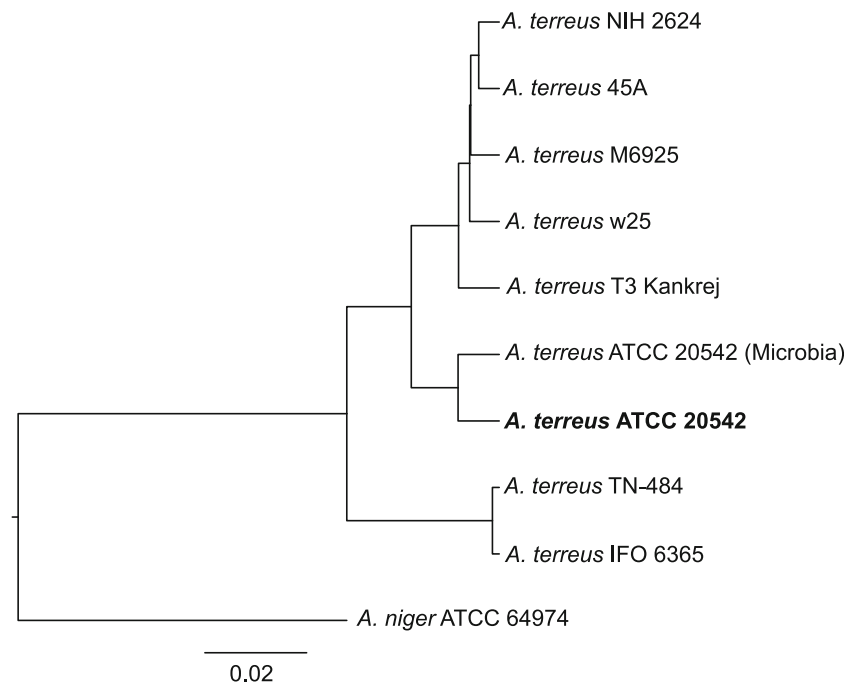 A. terreus NIH 2624
A. terreus 45A
A. terreus M6925
A. terreus w25
A. terreus T3 Kankrej
A. terreus ATCC 20542 (Microbia)
A. terreus ATCC 20542
A. terreus TN-484
A. terreus IFO 6365
A. niger ATCC 64974
0.02